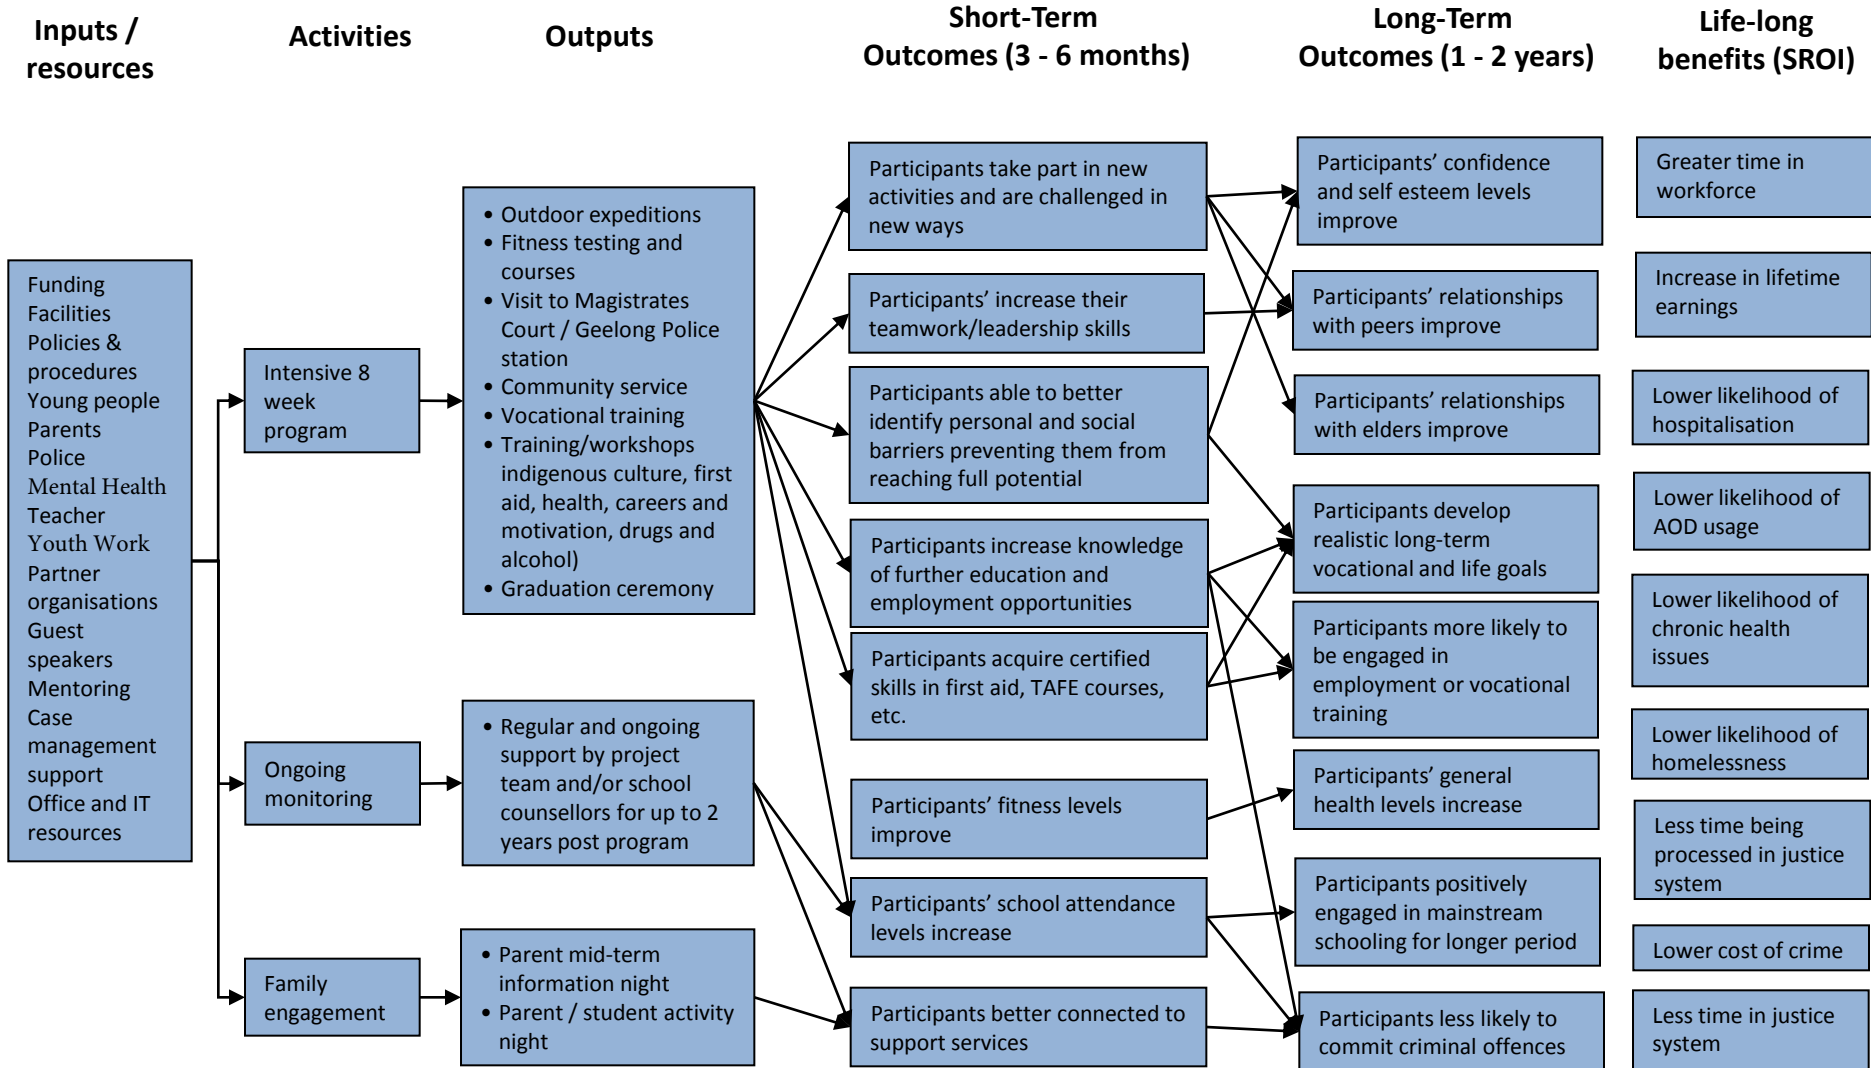 Inputs /
resources
Activities
Outputs
Short-Term
Outcomes (3 - 6 months)
Long-Term
Outcomes (1 - 2 years)
Life-long
benefits (SROI)
Funding
Facilities
Policies &
procedures
Young people
Parents
Police
Mental Health
Teacher
Youth Work
Partner
organisations
Guest
speakers
Mentoring
Case
management
support
Office and IT
resources
Intensive 8
week
program
Ongoing
monitoring
Family
engagement
• Outdoor expeditions
• Fitness testing and
courses
• Visit to Magistrates
Court / Geelong Police
station
• Community service
• Vocational training
• Training/workshops
indigenous culture, first
aid, health, careers and
motivation, drugs and
alcohol)
• Graduation ceremony
• Regular and ongoing
support by project
team and/or school
counsellors for up to 2
years post program
• Parent mid-term
information night
• Parent / student activity
night
Participants take part in new
activities and are challenged in
new ways
Participants' increase their
teamwork/leadership skills
Participants able to better
identify personal and social
barriers preventing them from
reaching full potential
Participants increase knowledge
of further education and
employment opportunities
Participants acquire certified
skills in first aid, TAFE courses,
etc.
Participants' fitness levels
improve
Participants' school attendance
levels increase
Participants better connected to
support services
Participants' confidence
and self esteem levels
improve
Participants' relationships
with peers improve
Participants' relationships
with elders improve
Participants develop
realistic long-term
vocational and life goals
Participants more likely to
be engaged in
employment or vocational
training
Participants' general
health levels increase
Participants positively
engaged in mainstream
schooling for longer period
Participants less likely to
commit criminal offences
Greater time in
workforce
Increase in lifetime
earnings
Lower likelihood of
hospitalisation
Lower likelihood of
AOD usage
Lower likelihood of
chronic health
issues
Lower likelihood of
homelessness
Less time being
processed in justice
system
Lower cost of crime
Less time in justice
system